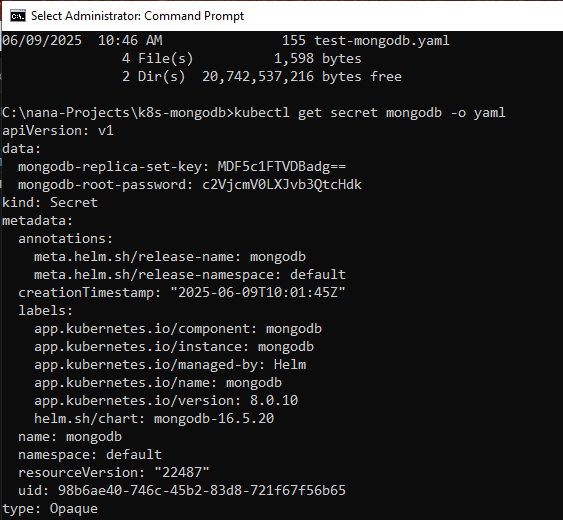 Select Administrator: Command Prompt
06/09/2025  10:46 AM               155 test-mongodb.yaml
               4 File(s)          1,598 bytes
               2 Dir(s)  20,742,537,216 bytes free

C:\nana-Projects\k8s-mongodb>kubectl get secret mongodb -o yaml
apiVersion: v1
data:
  mongodb-replica-set-key: MDF5c1FTVDBadg==
  mongodb-root-password: c2VjcmV0LXJvb3QtcHdk
kind: Secret
metadata:
  annotations:
    meta.helm.sh/release-name: mongodb
    meta.helm.sh/release-namespace: default
  creationTimestamp: "2025-06-09T10:01:45Z"
  labels:
    app.kubernetes.io/component: mongodb
    app.kubernetes.io/instance: mongodb
    app.kubernetes.io/managed-by: Helm
    app.kubernetes.io/name: mongodb
    app.kubernetes.io/version: 8.0.10
    helm.sh/chart: mongodb-16.5.20
  name: mongodb
  namespace: default
  resourceVersion: "22487"
  uid: 98b6ae40-746c-45b2-83d8-721f67f56b65
type: Opaque